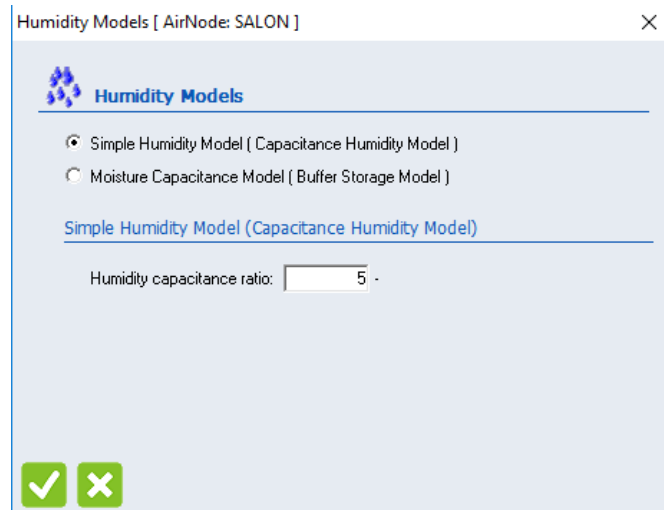 Humidity Models [ AirNode: SALON ]
Humidity Models
Simple Humidity Model ( Capacitance Humidity Model )
Moisture Capacitance Model ( Buffer Storage Model )
Simple Humidity Model (Capacitance Humidity Model)
Humidity capacitance ratio: 5 -